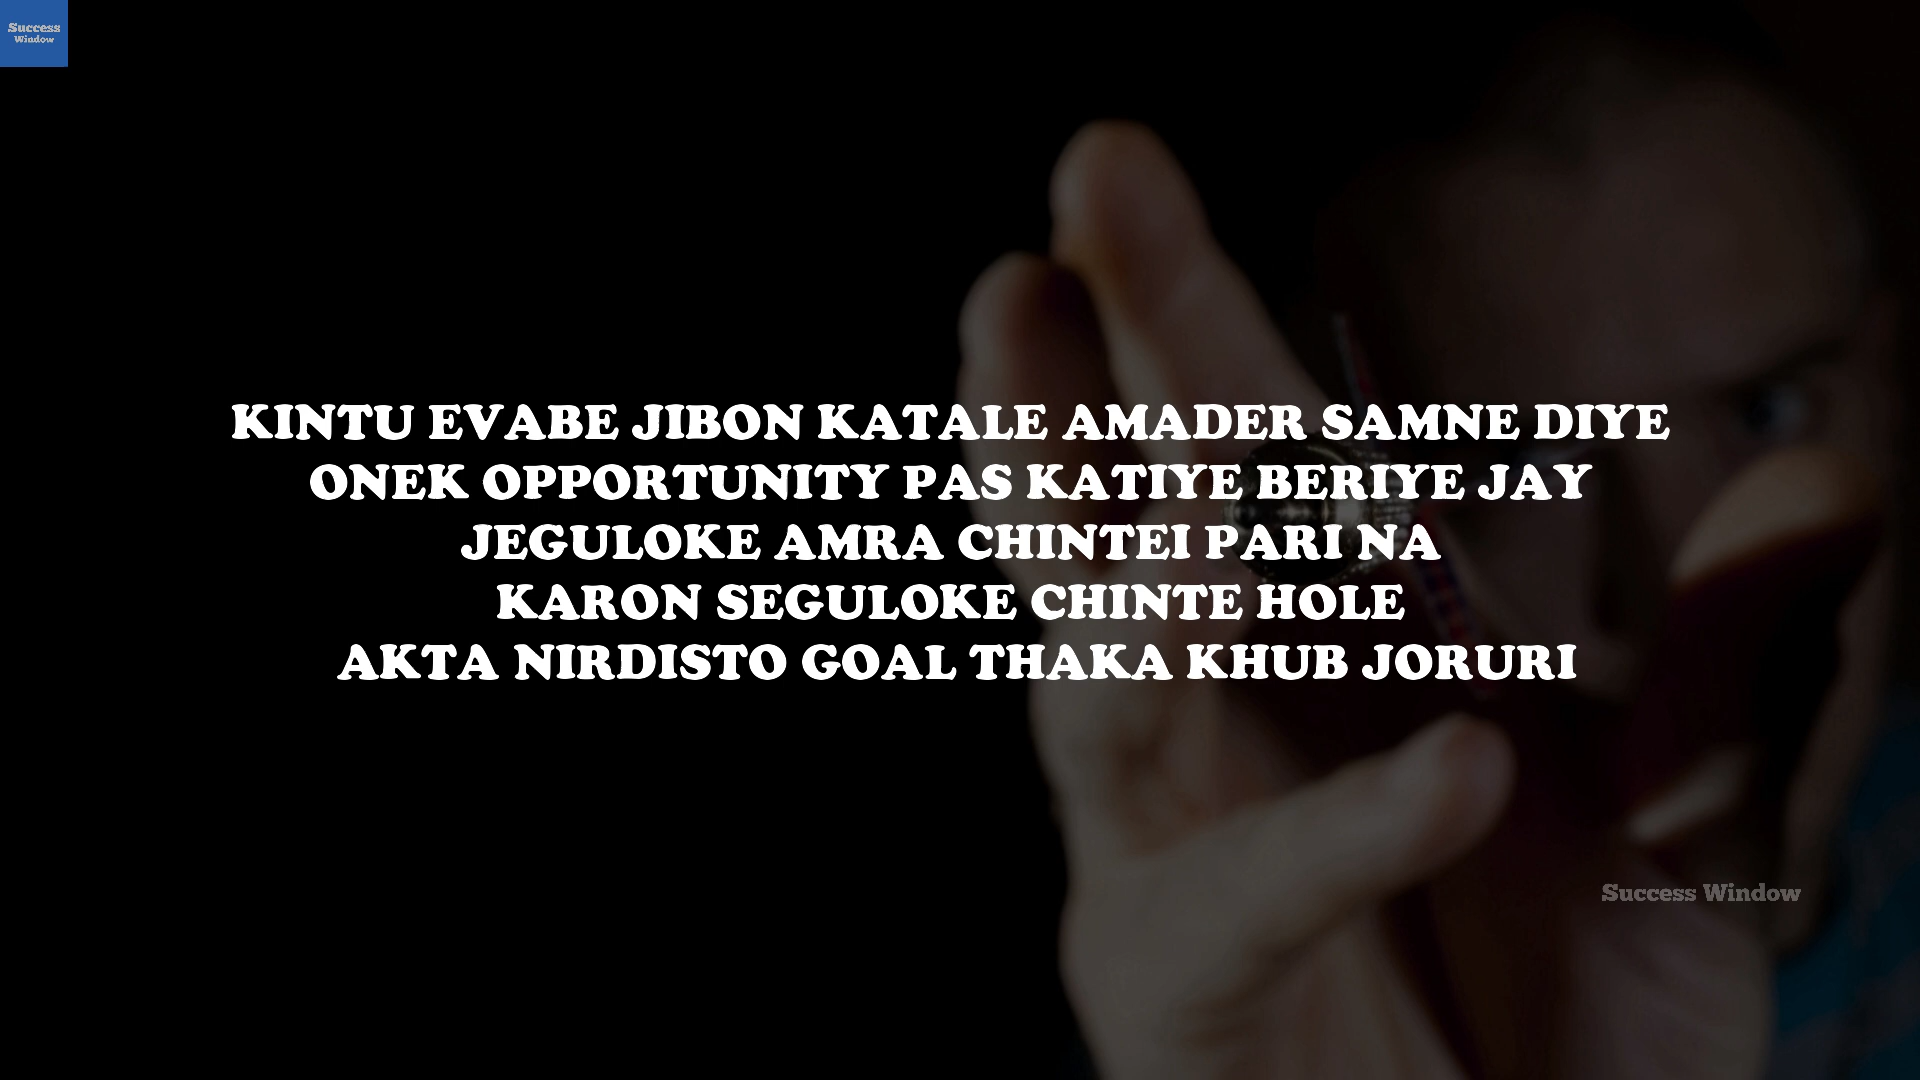 Success
Window
KINTU EVABE JIBON KATALE AMADER SAMNE DIYE
ONEK OPPORTUNITY PAS KATIYE BERIYE JAY
JEGULOKE AMRA CHINTEI PARI NA
KARON SEGULOKE CHINTE HOLE
AKTA NIRDISTO GOAL THAKA KHUB JORURI
Success Window